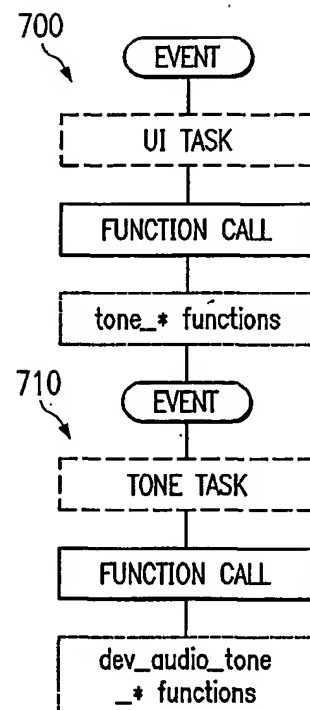 700
EVENT
UI TASK
FUNCTION CALL
tone_* functions
710
EVENT
TONE TASK
FUNCTION CALL
dev_audio_tone
_* functions